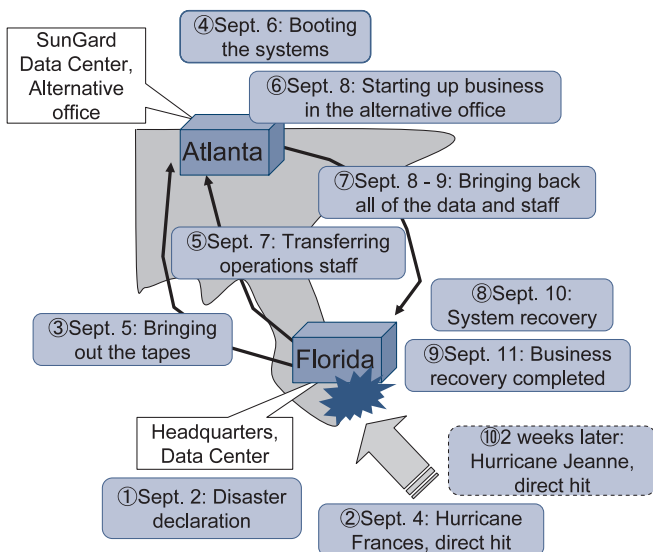 ④Sept. 6: Booting
the systems
SunGard
Data Center,
Alternative
office
⑥Sept. 8: Starting up business
in the alternative office
Atlanta
⑦Sept. 8 - 9: Bringing back
all of the data and staff
⑤Sept. 7: Transferring
operations staff
⑧Sept. 10:
System recovery
③Sept. 5: Bringing
out the tapes
Florida
⑨Sept. 11: Business
recovery completed
Headquarters,
Data Center
⑩2 weeks later:
Hurricane Jeanne,
direct hit
①Sept. 2: Disaster
declaration
②Sept. 4: Hurricane
Frances, direct hit